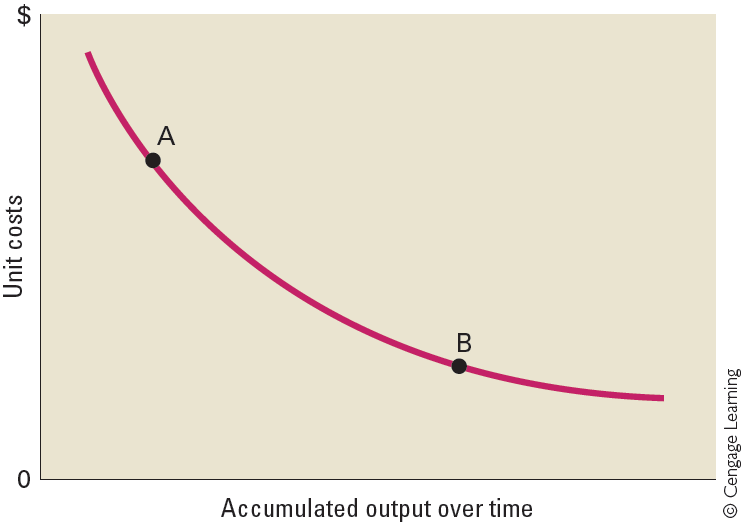 $
A
Unit costs
B
0
Accumulated output over time
© Cengage Learning